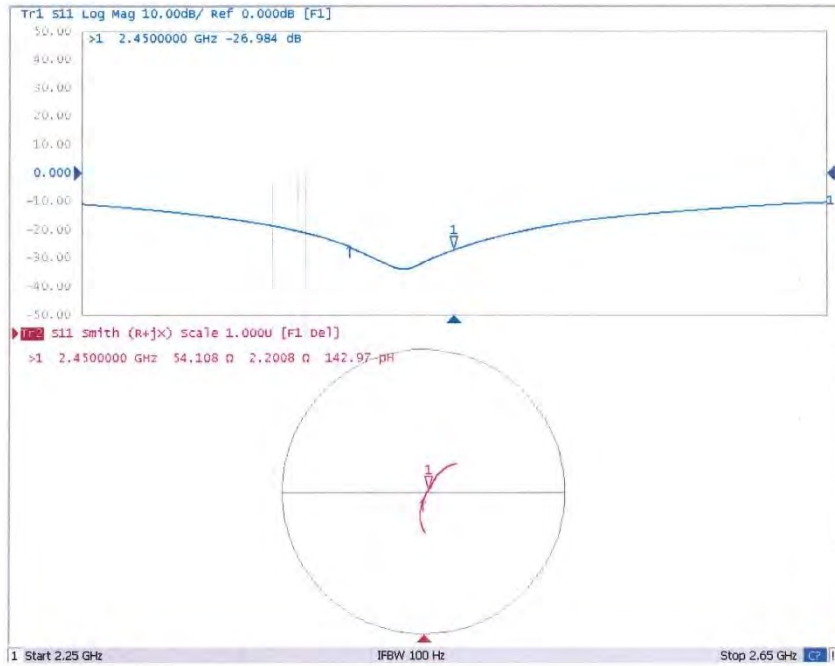 Tr1 S11 Log Mag 10.00dB/ Ref 0.000dB [F1]
50.00
>1 2.4500000 GHz -26.984 dB
40.00
30.00
20.00
10.00
0.000
-10.00
1
-20.00
1
-30.00
-40.00
-50.00
Tr2 S11 Smith (R+jX) Scale 1.000U [F1 Del]
>1 2.4500000 GHz 54.108 Ω 2.2008 Ω 142.97 pH
1
1 Start 2.25 GHz IFBW 100 Hz Stop 2.65 GHz C?